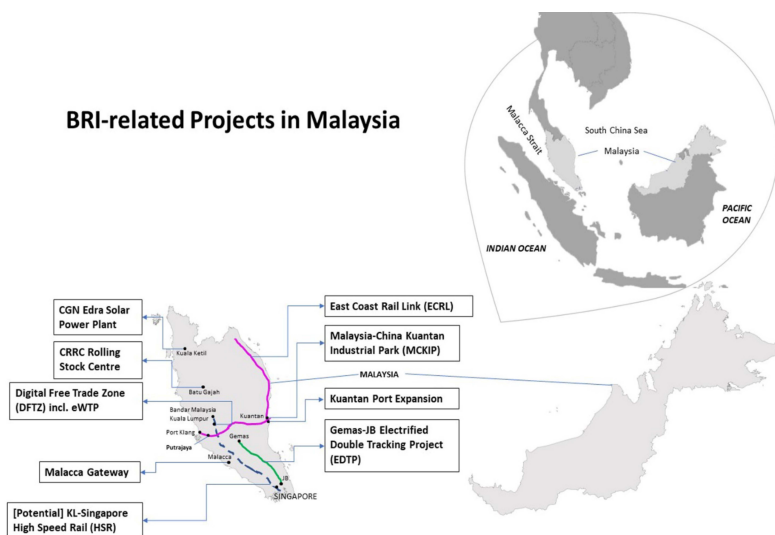 BRI-related Projects in Malaysia
Malacca Strait
South China Sea
Malaysia
PACIFIC
OCEAN
INDIAN OCEAN
CGN Edra Solar
Power Plant
CRRC Rolling
Stock Centre
Digital Free Trade Zone
(DFTZ) incl. eWTP
Malacca Gateway
[Potential] KL-Singapore
High Speed Rail (HSR)
Kuala Ketil
Batu Gajah
Bandar Malaysia
Kuala Lumpur
Port Klang
Putrajaya
Malacca
Gemas
Kuantan
JB
SINGAPORE
East Coast Rail Link (ECRL)
Malaysia-China Kuantan
Industrial Park (MCKIP)
MALAYSIA
Kuantan Port Expansion
Gemas-JB Electrified
Double Tracking Project
(EDTP)